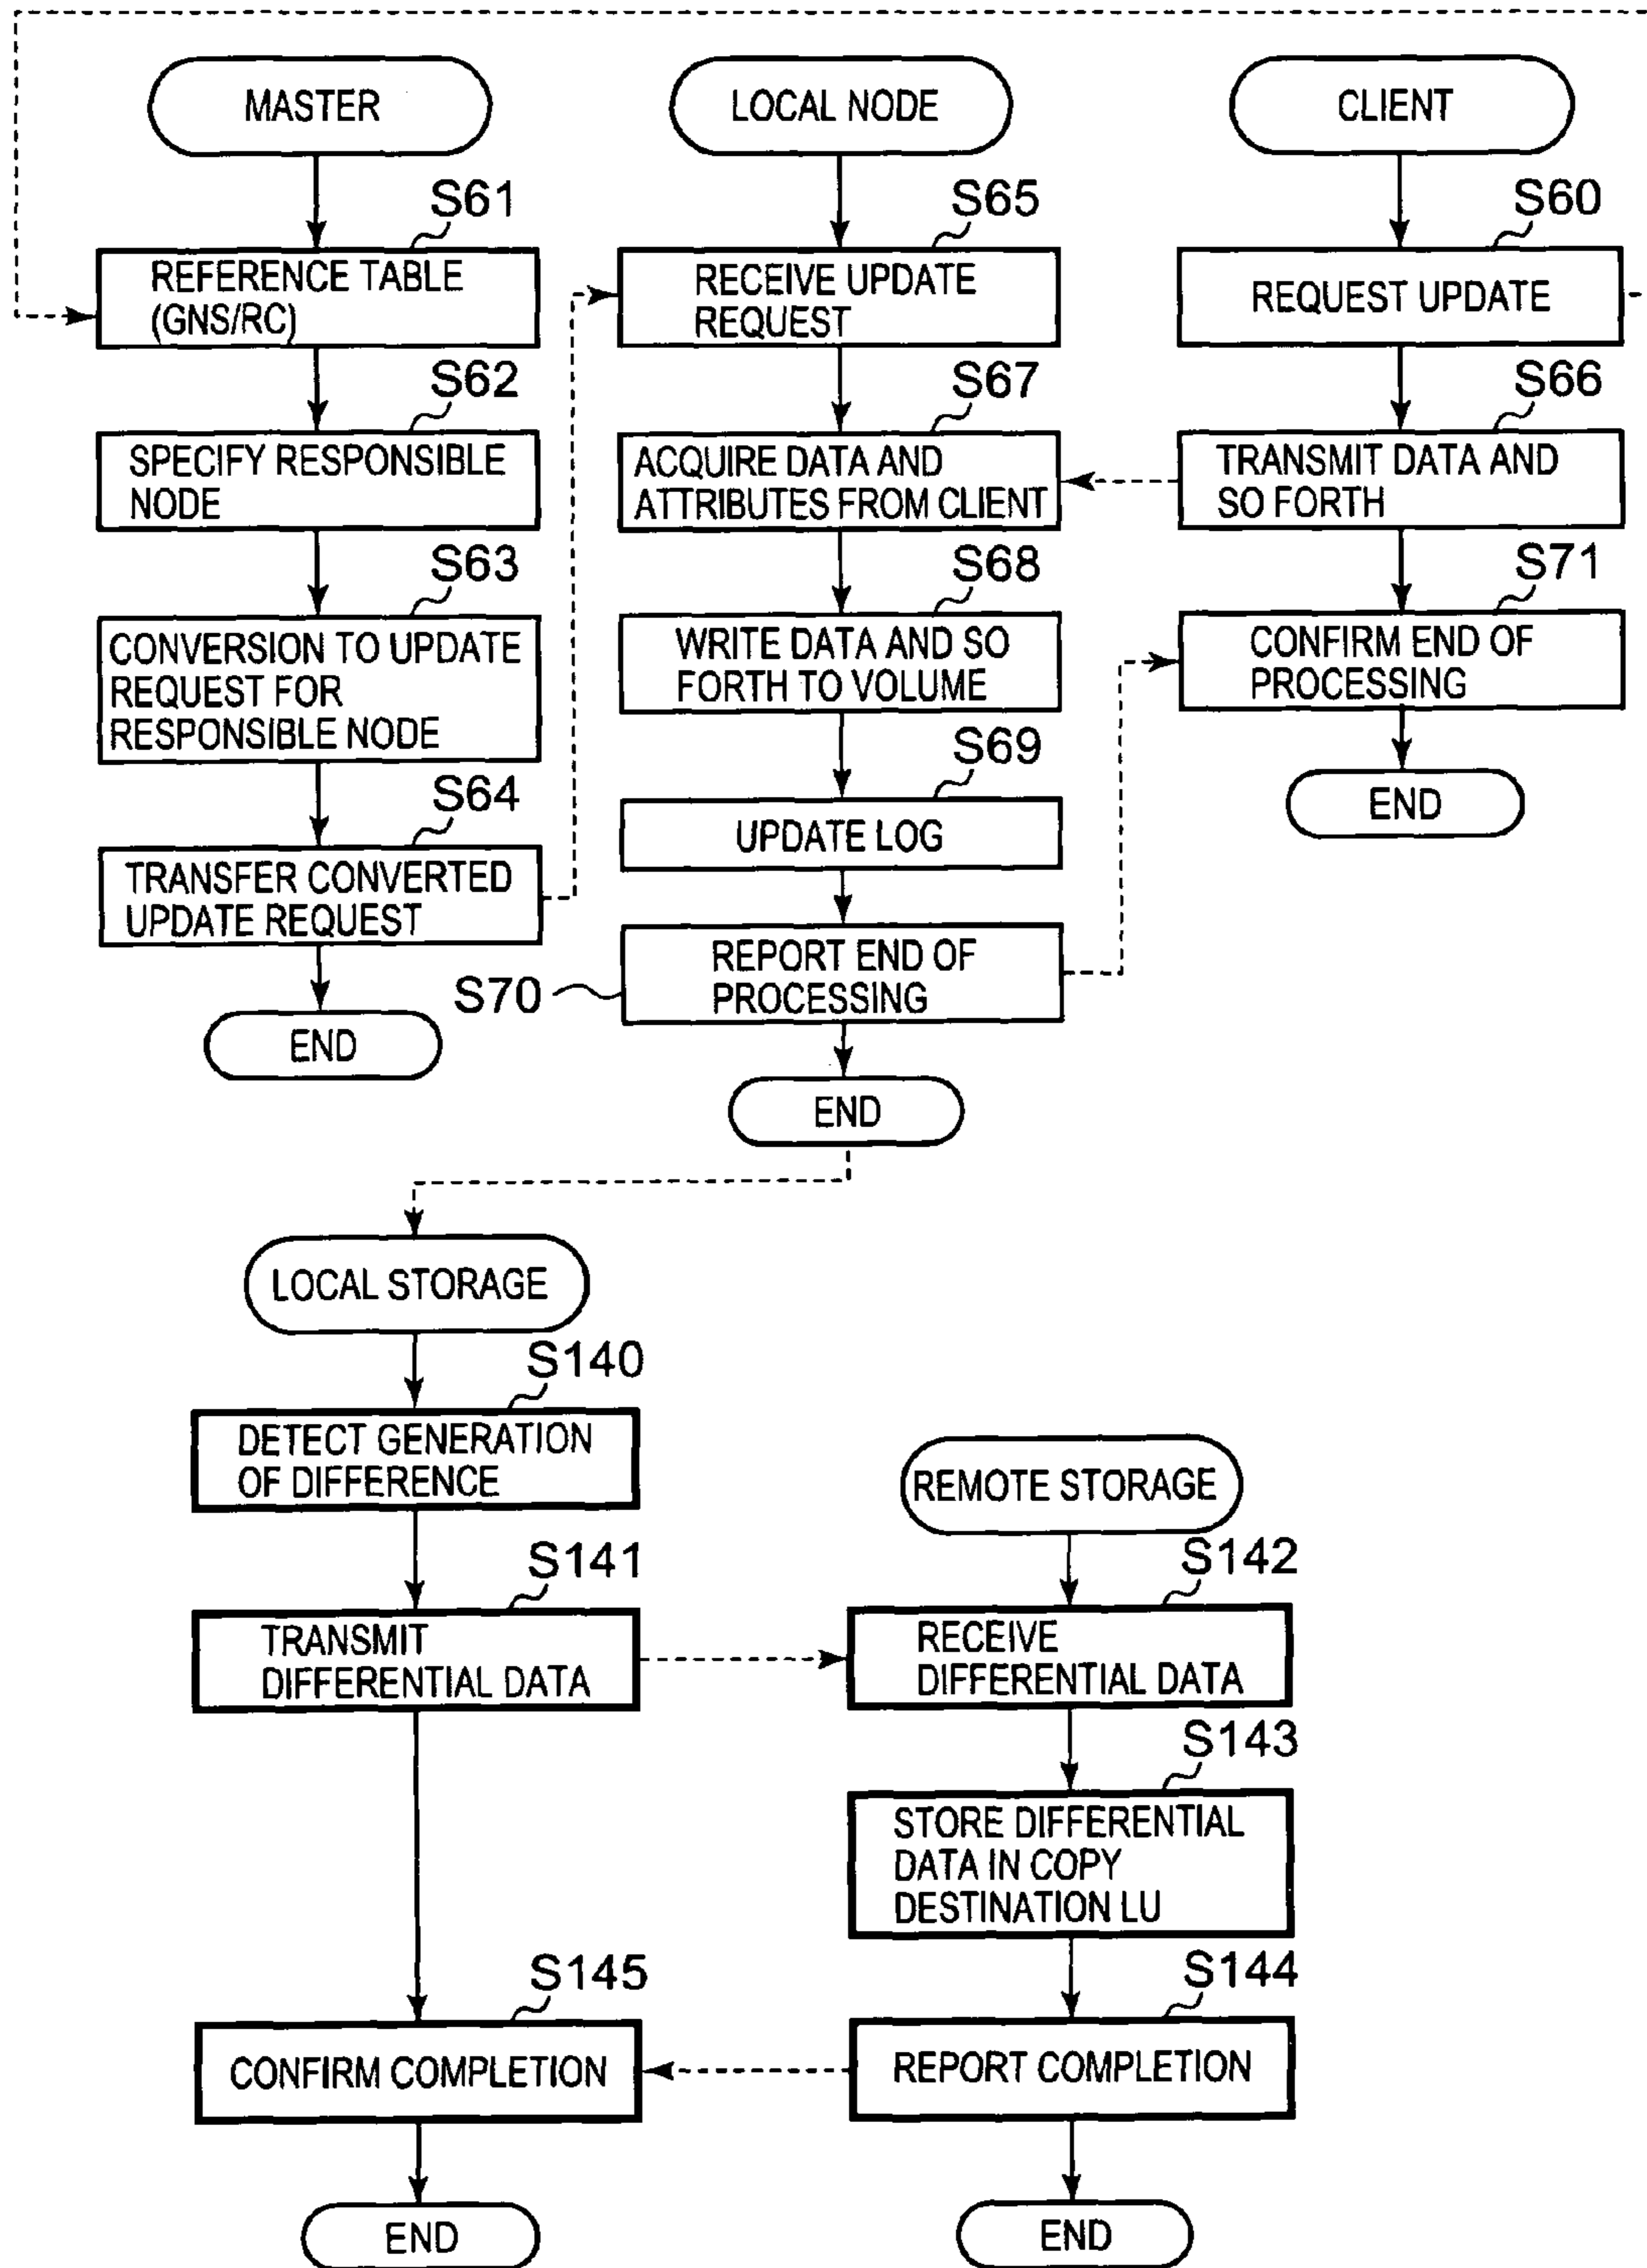 MASTER
S61
REFERENCE TABLE
(GNS/RC)
S62
SPECIFY RESPONSIBLE
NODE
S63
CONVERSION TO UPDATE
REQUEST FOR
RESPONSIBLE NODE
S64
TRANSFER CONVERTED
UPDATE REQUEST
END
LOCAL NODE
S65
RECEIVE UPDATE
REQUEST
S67
ACQUIRE DATA AND
ATTRIBUTES FROM CLIENT
S68
WRITE DATA AND SO
FORTH TO VOLUME
S69
UPDATE LOG
REPORT END OF
PROCESSING
S70
END
CLIENT
S60
REQUEST UPDATE
S66
TRANSMIT DATA AND
SO FORTH
S71
CONFIRM END OF
PROCESSING
END
LOCAL STORAGE
S140
DETECT GENERATION
OF DIFFERENCE
S141
TRANSMIT
DIFFERENTIAL DATA
S145
CONFIRM COMPLETION
END
REMOTE STORAGE
S142
RECEIVE
DIFFERENTIAL DATA
S143
STORE DIFFERENTIAL
DATA IN COPY
DESTINATION LU
S144
REPORT COMPLETION
END